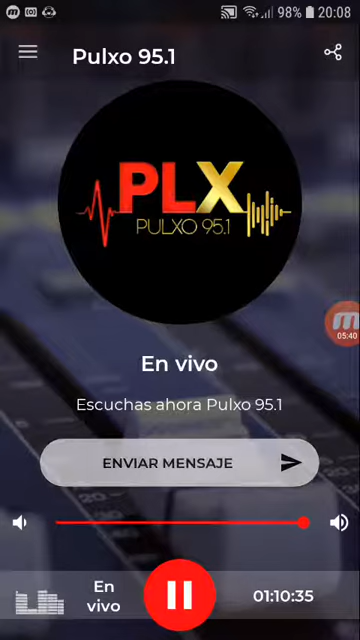 98% 20:08
Pulxo 95.1
PLX
PULXO 95.1
05:40
En vivo
Escuchas ahora Pulxo 95.1
ENVIAR MENSAJE
En
vivo
01:10:35